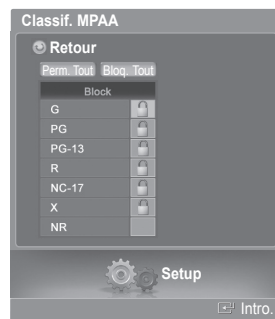 Classif. MPAA
Retour
Perm. Tout Bloq. Tout
Block
G
PG
PG-13
R
NC-17
X
NR
Setup
Intro.